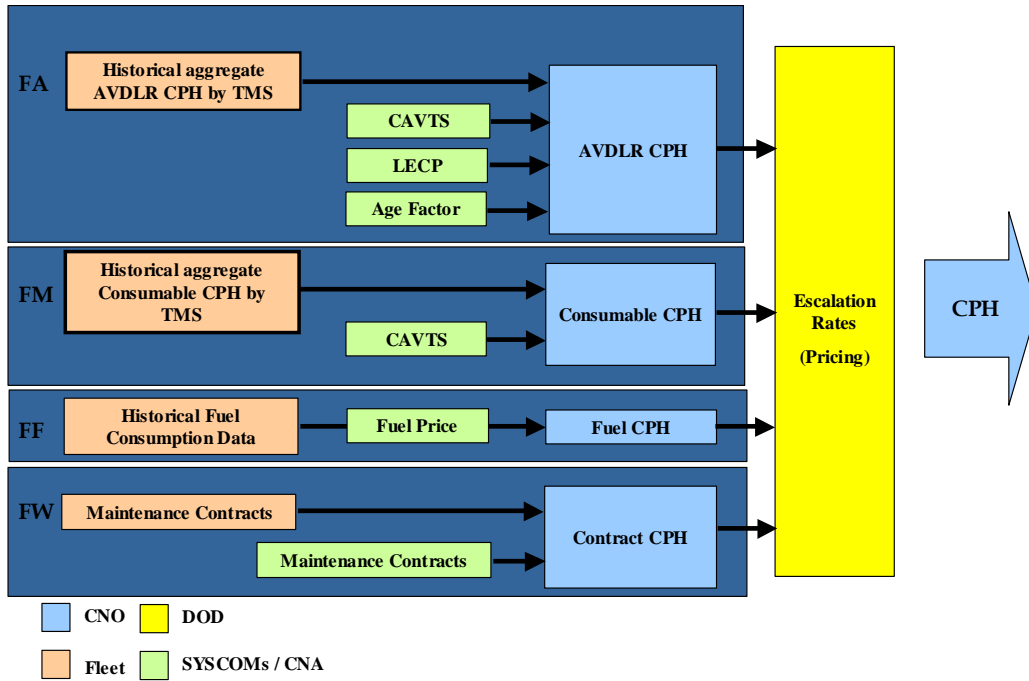 FA
Historical aggregate
AVDLR CPH by TMS
CAVTS
LECP
Age Factor
AVDLR CPH
FM
Historical aggregate
Consumable CPH by
TMS
CAVTS
Consumable CPH
FF
Historical Fuel
Consumption Data
Fuel Price
Fuel CPH
FW
Maintenance Contracts
Maintenance Contracts
Contract CPH
Escalation
Rates
(Pricing)
CPH
CNO
DOD
Fleet
SYSCOMs / CNA